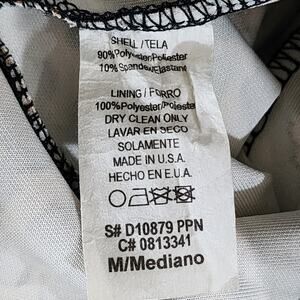 SHELL / TELA
90% Polyester/Poliester
10% Spandex/Elastane
LINING / FORRO
100% Polyester/Poliester
DRY CLEAN ONLY
LAVAR EN SECO
SOLAMENTE
MADE IN U.S.A.
HECHO EN E.U.A.
S# D10879 PPN
C# 0813341
M/Mediano